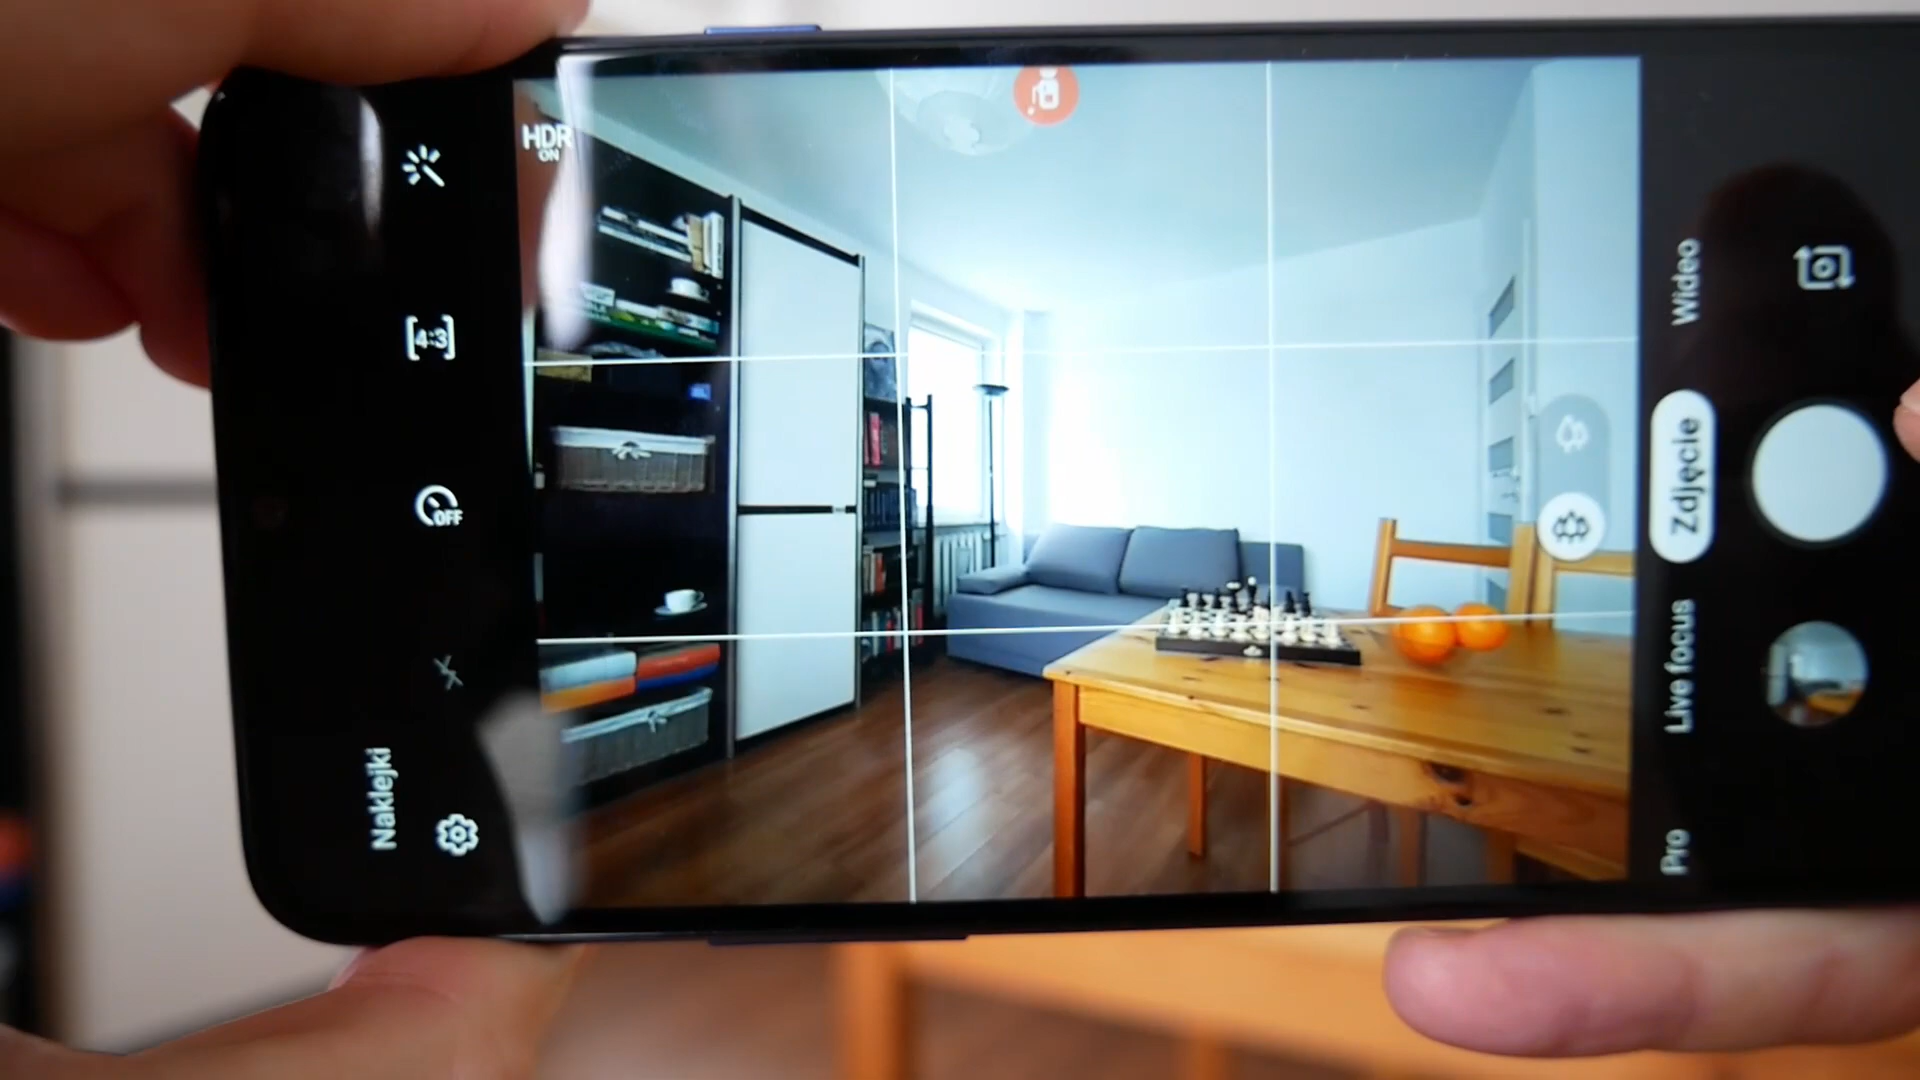 HDR
ON
4:3
OFF
Naklejki
Wideo
Zdjęcie
Live focus
Pro